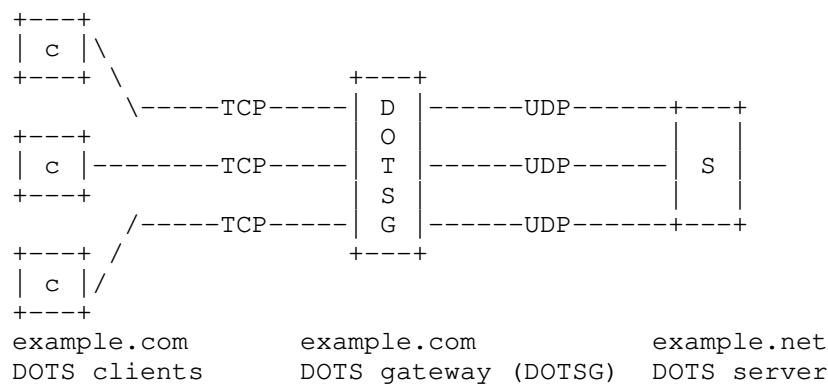 +---+
| c |\
+---+ \                +---+
       \-----TCP-----| D |------UDP------+---+
+---+                | O |               |   |
| c |--------TCP-----| T |------UDP------| S |
+---+                | S |               |   |
       /-----TCP-----| G |------UDP------+---+
+---+ /                +---+
| c |/
+---+
example.com       example.com           example.net
DOTS clients      DOTS gateway (DOTSG)  DOTS server